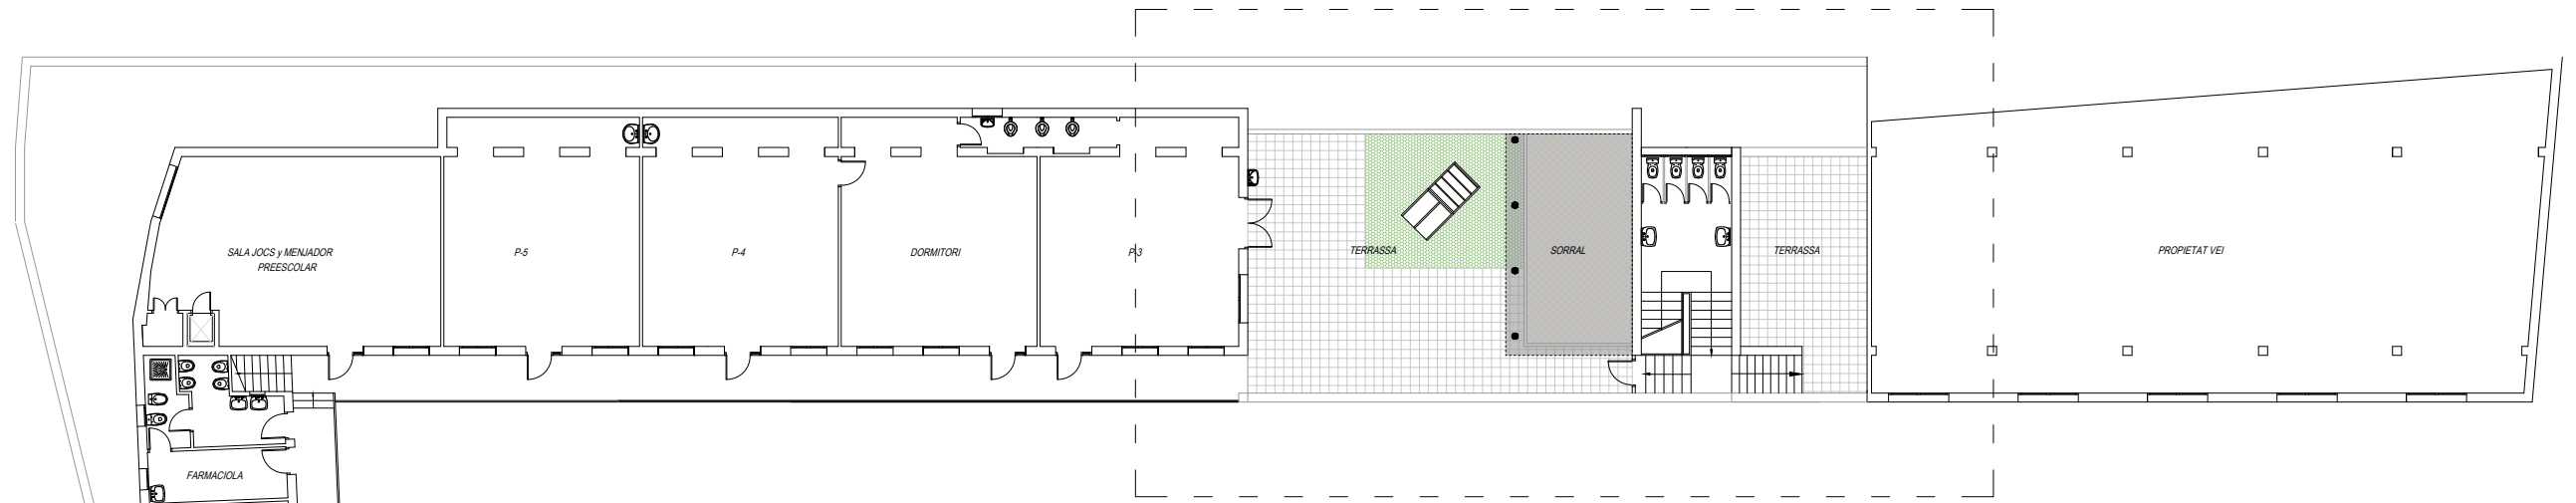 SALA JOCS y MENJADOR
PREESCOLAR
P-5
P-4
DORMITORI
P-3
TERRASSA
SORRAL
TERRASSA
PROPIETAT VEI
FARMACIOLA